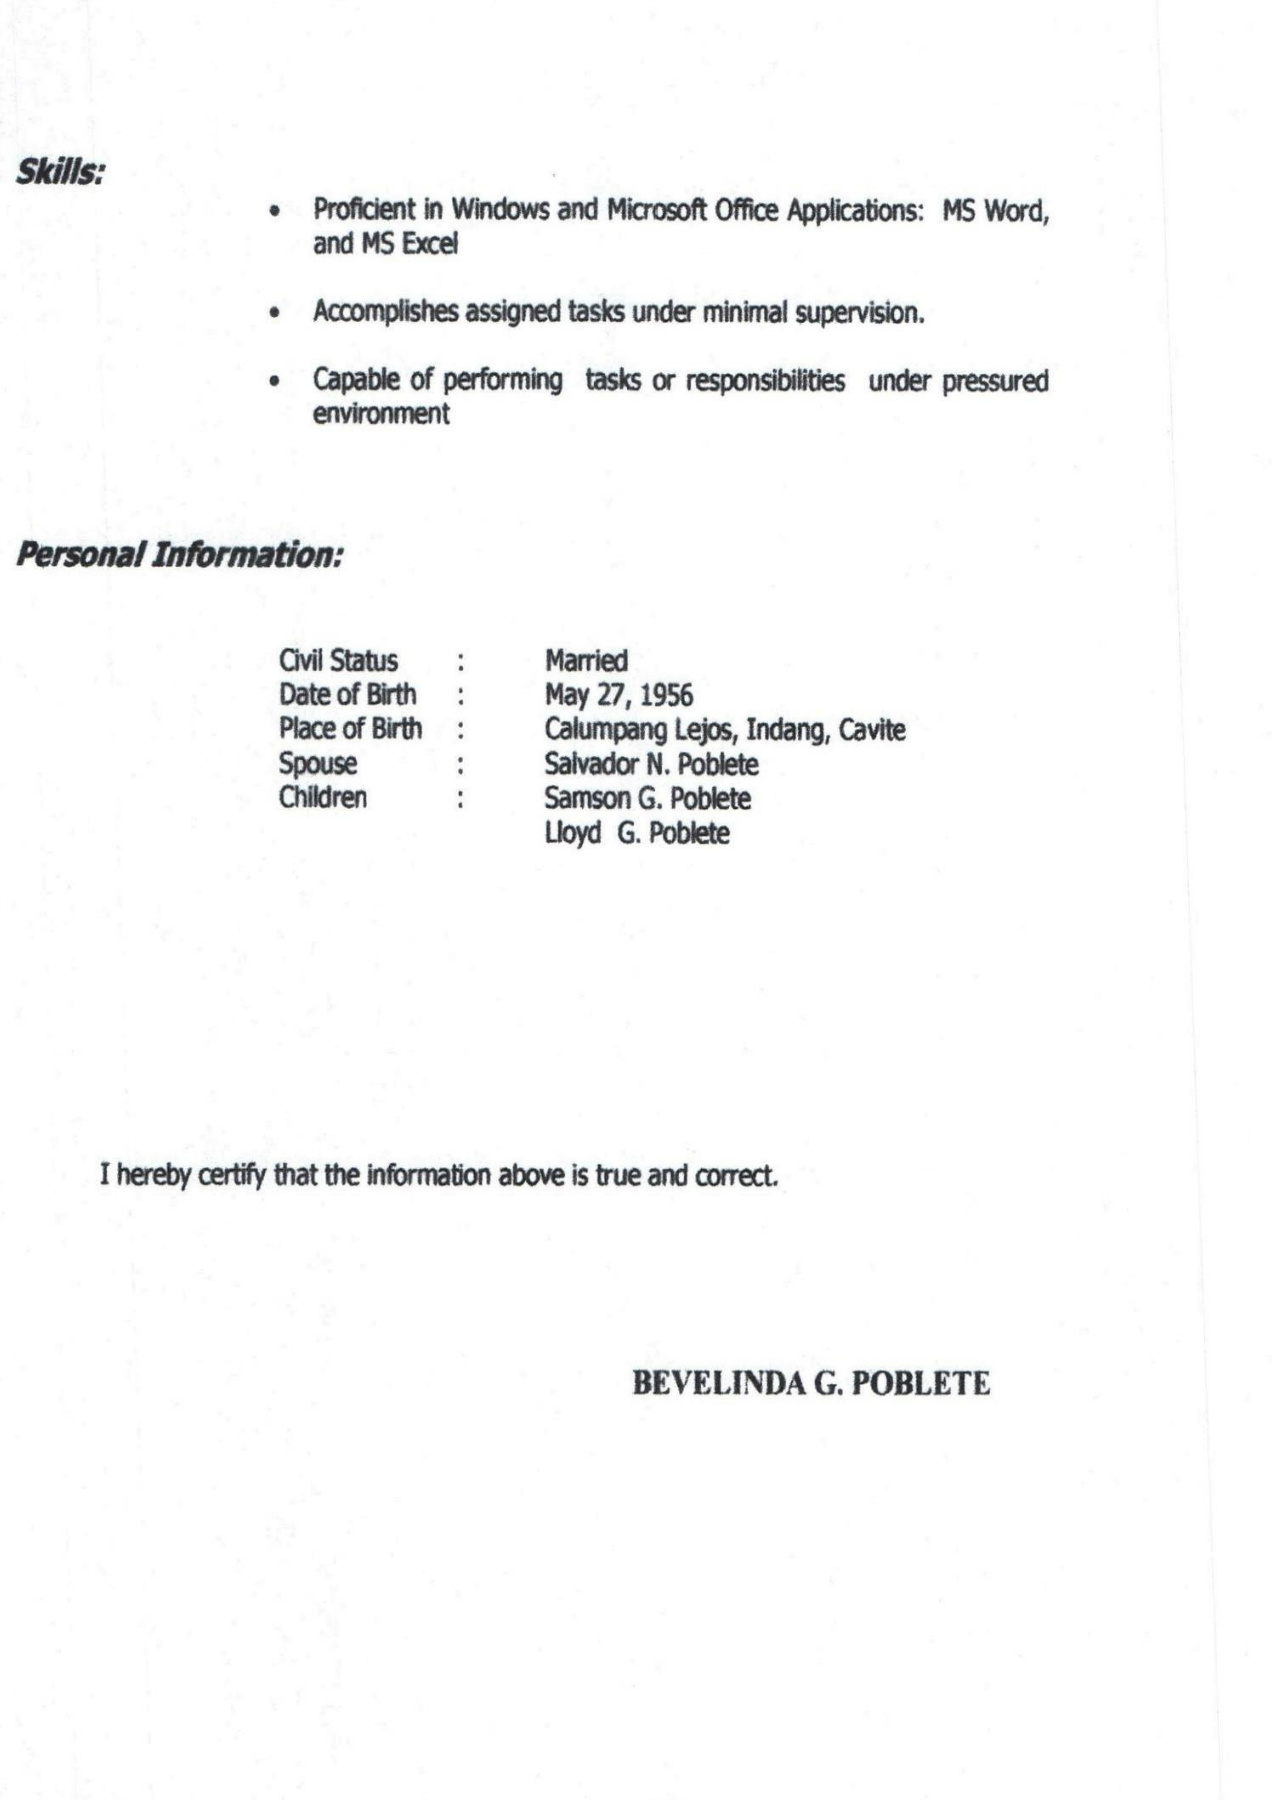 Skills:
• Proficient in Windows and Microsoft Office Applications: MS Word,
and MS Excel
• Accomplishes assigned tasks under minimal supervision.
• Capable of performing tasks or responsibilities under pressured
environment
Personal Information:
Civil Status : Married
Date of Birth : May 27, 1956
Place of Birth : Calumpang Lejos, Indang, Cavite
Spouse : Salvador N. Poblete
Children : Samson G. Poblete
Lloyd G. Poblete
I hereby certify that the information above is true and correct.
BEVELINDA G. POBLETE